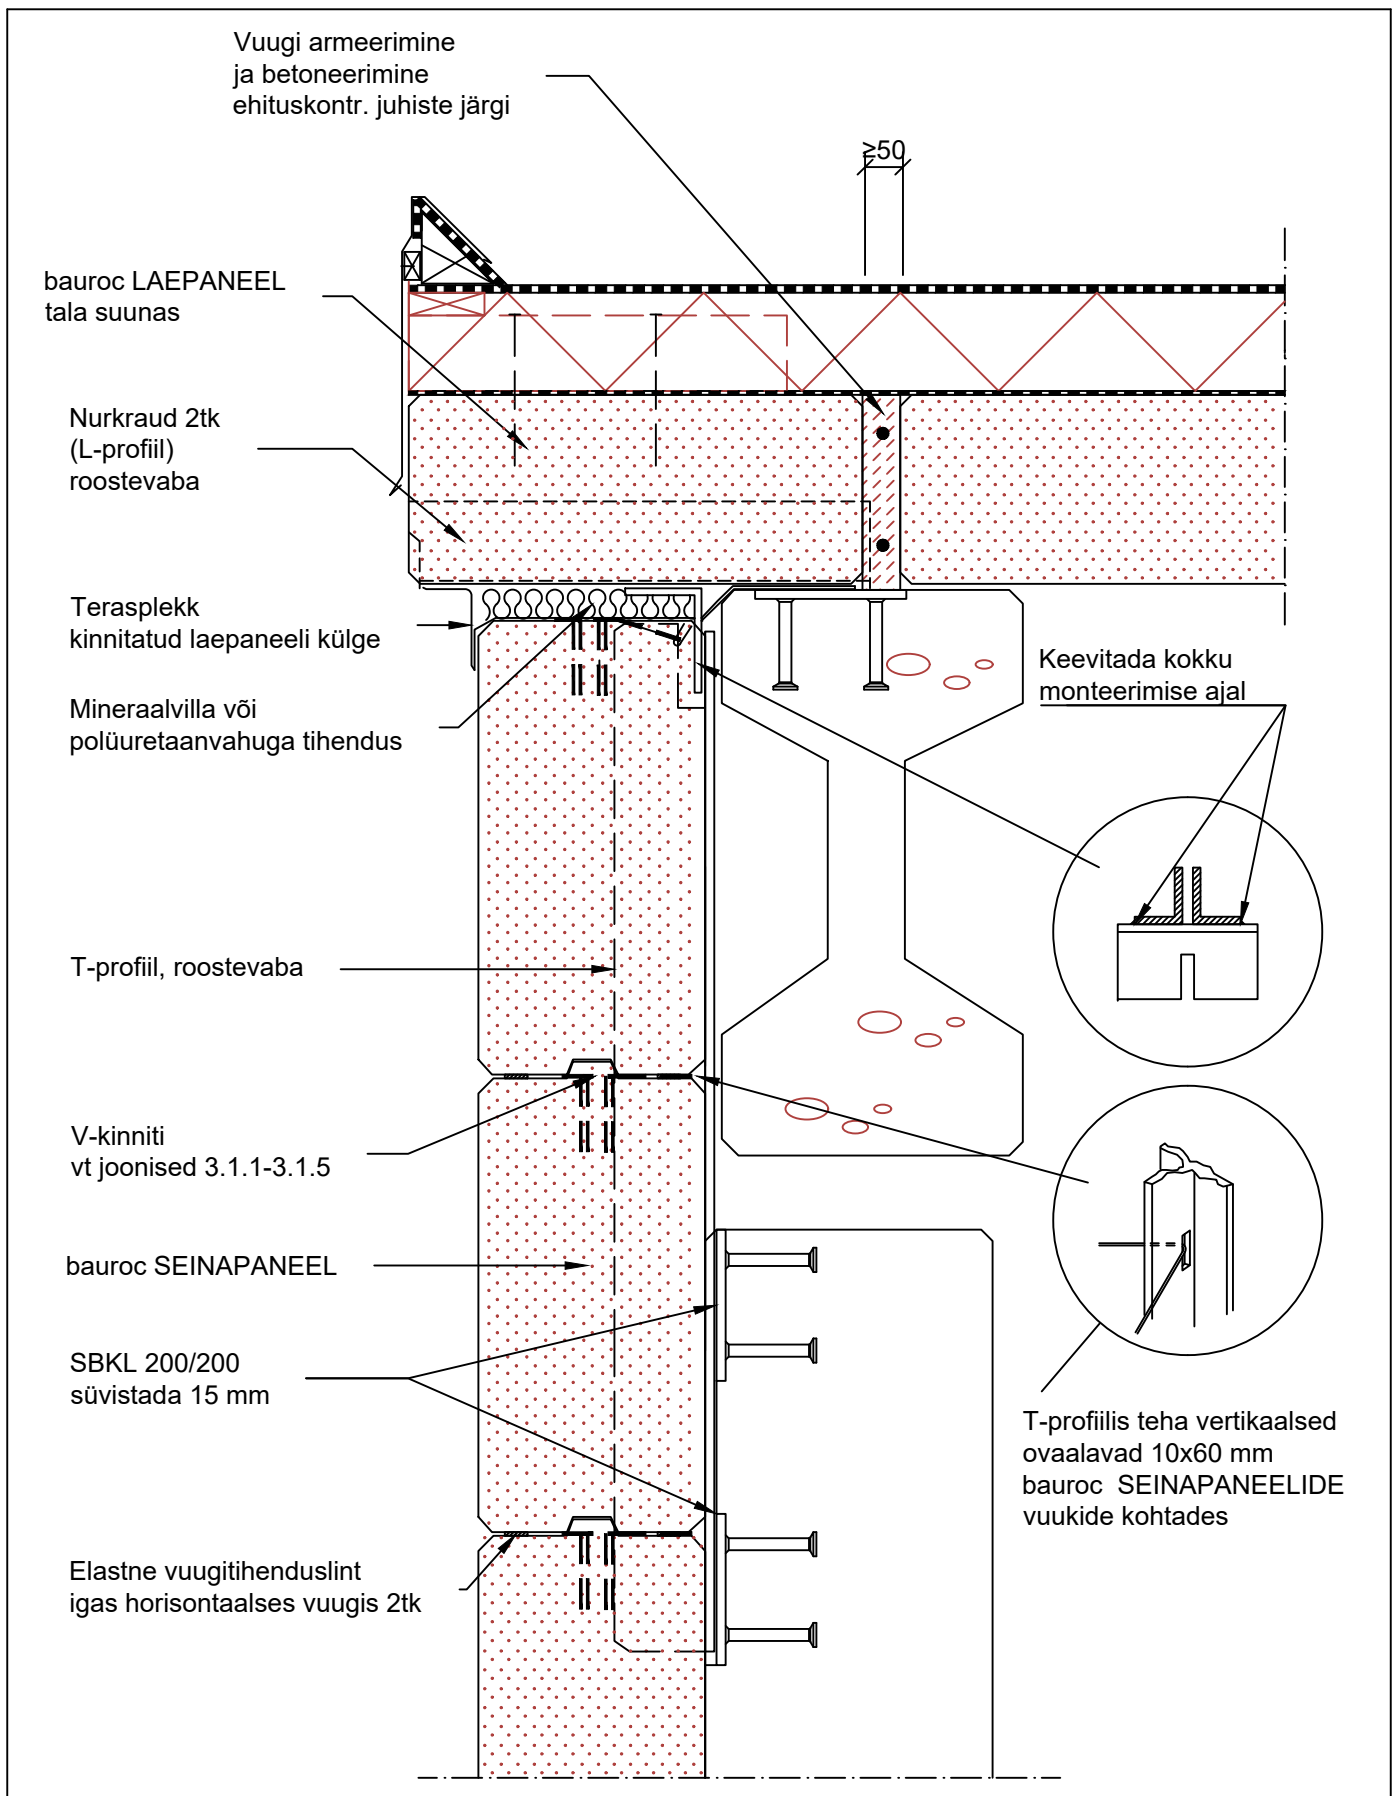 Vuugi armeerimine
ja betoneerimine
ehituskontr. juhiste järgi
≥50
bauroc LAEPANEEL
tala suunas
Nurkraud 2tk
(L-profiil)
roostevaba
Terasplekk
kinnitatud laepaneeli külge
Keevitada kokku
monteerimise ajal
Mineraalvilla või
polüuretaanvahuga tihendus
T-profiil, roostevaba
V-kinniti
vt joonised 3.1.1-3.1.5
bauroc SEINAPANEEL
SBKL 200/200
süvistada 15 mm
T-profiilis teha vertikaalsed
ovaalavad 10x60 mm
bauroc  SEINAPANEELIDE
vuukide kohtades
Elastne vuugitihenduslint
igas horisontaalses vuugis 2tk